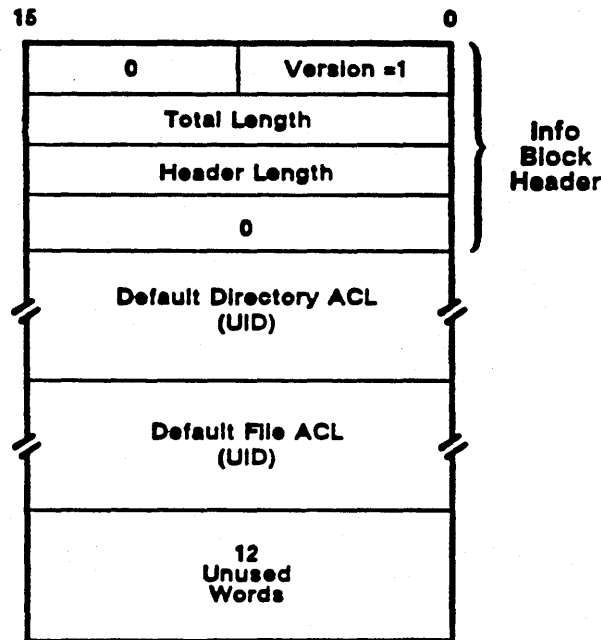 15 0
0 Version =1
Total Length
Header Length
0
Info
Block
Header
Default Directory ACL
(UID)
Default File ACL
(UID)
12
Unused
Words